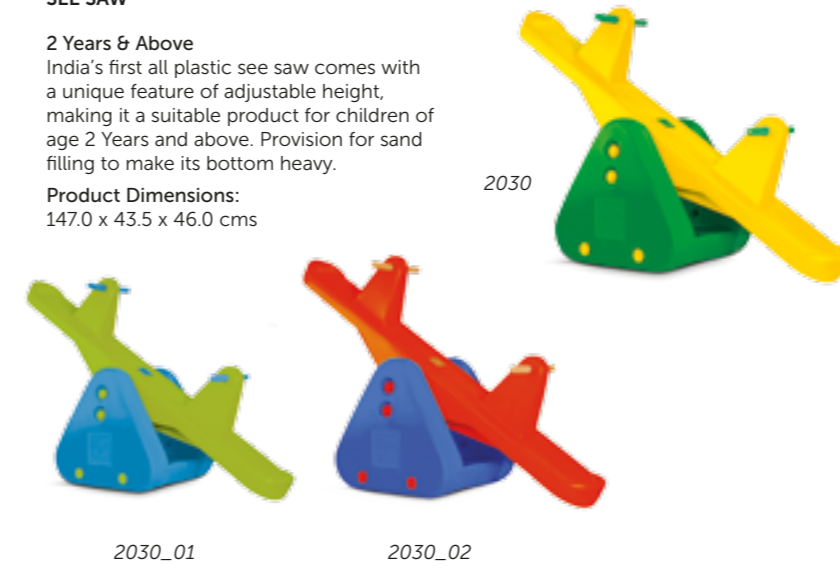 SEE SAW
2 Years & Above
India's first all plastic see saw comes with
a unique feature of adjustable height,
making it a suitable product for children of
age 2 Years and above. Provision for sand
filling to make its bottom heavy.
Product Dimensions:
147.0 x 43.5 x 46.0 cms
2030
2030_01
2030_02